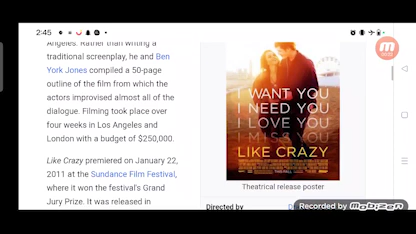 2:45
Angeles. Rather than writing a
traditional screenplay, he and Ben
York Jones compiled a 50-page
outline of the film from which the
actors improvised almost all of the
dialogue. Filming took place over
four weeks in Los Angeles and
London with a budget of $250,000.
Like Crazy premiered on January 22,
2011 at the Sundance Film Festival,
where it won the festival's Grand
Jury Prize. It was released in
I WANT YOU
I NEED YOU
I LOVE YOU
I MISS YOU
LIKE CRAZY
Theatrical release poster
Directed by
Recorded by MOBIZEN